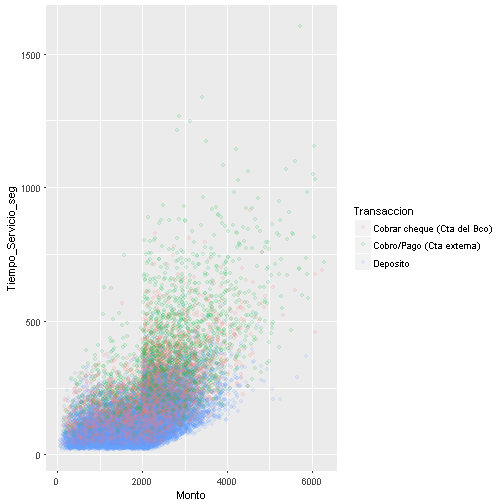 1500
1000
500
0
Tiempo_Servicio_seg
0 2000 4000 6000
Monto
Transaccion
Cobrar cheque (Cta del Bco)
Cobro/Pago (Cta externa)
Deposito